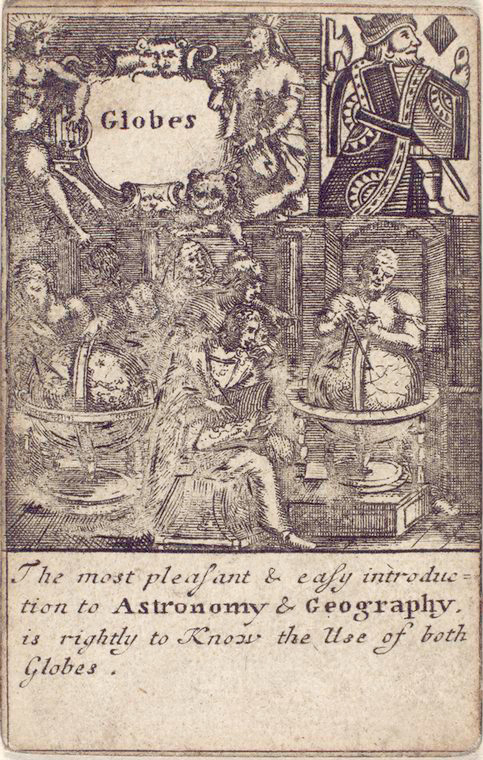 Globes
The most pleaſant & eaſy introduc=
tion to Astronomy & Geography.
is rightly to Know the Use of both
Globes .